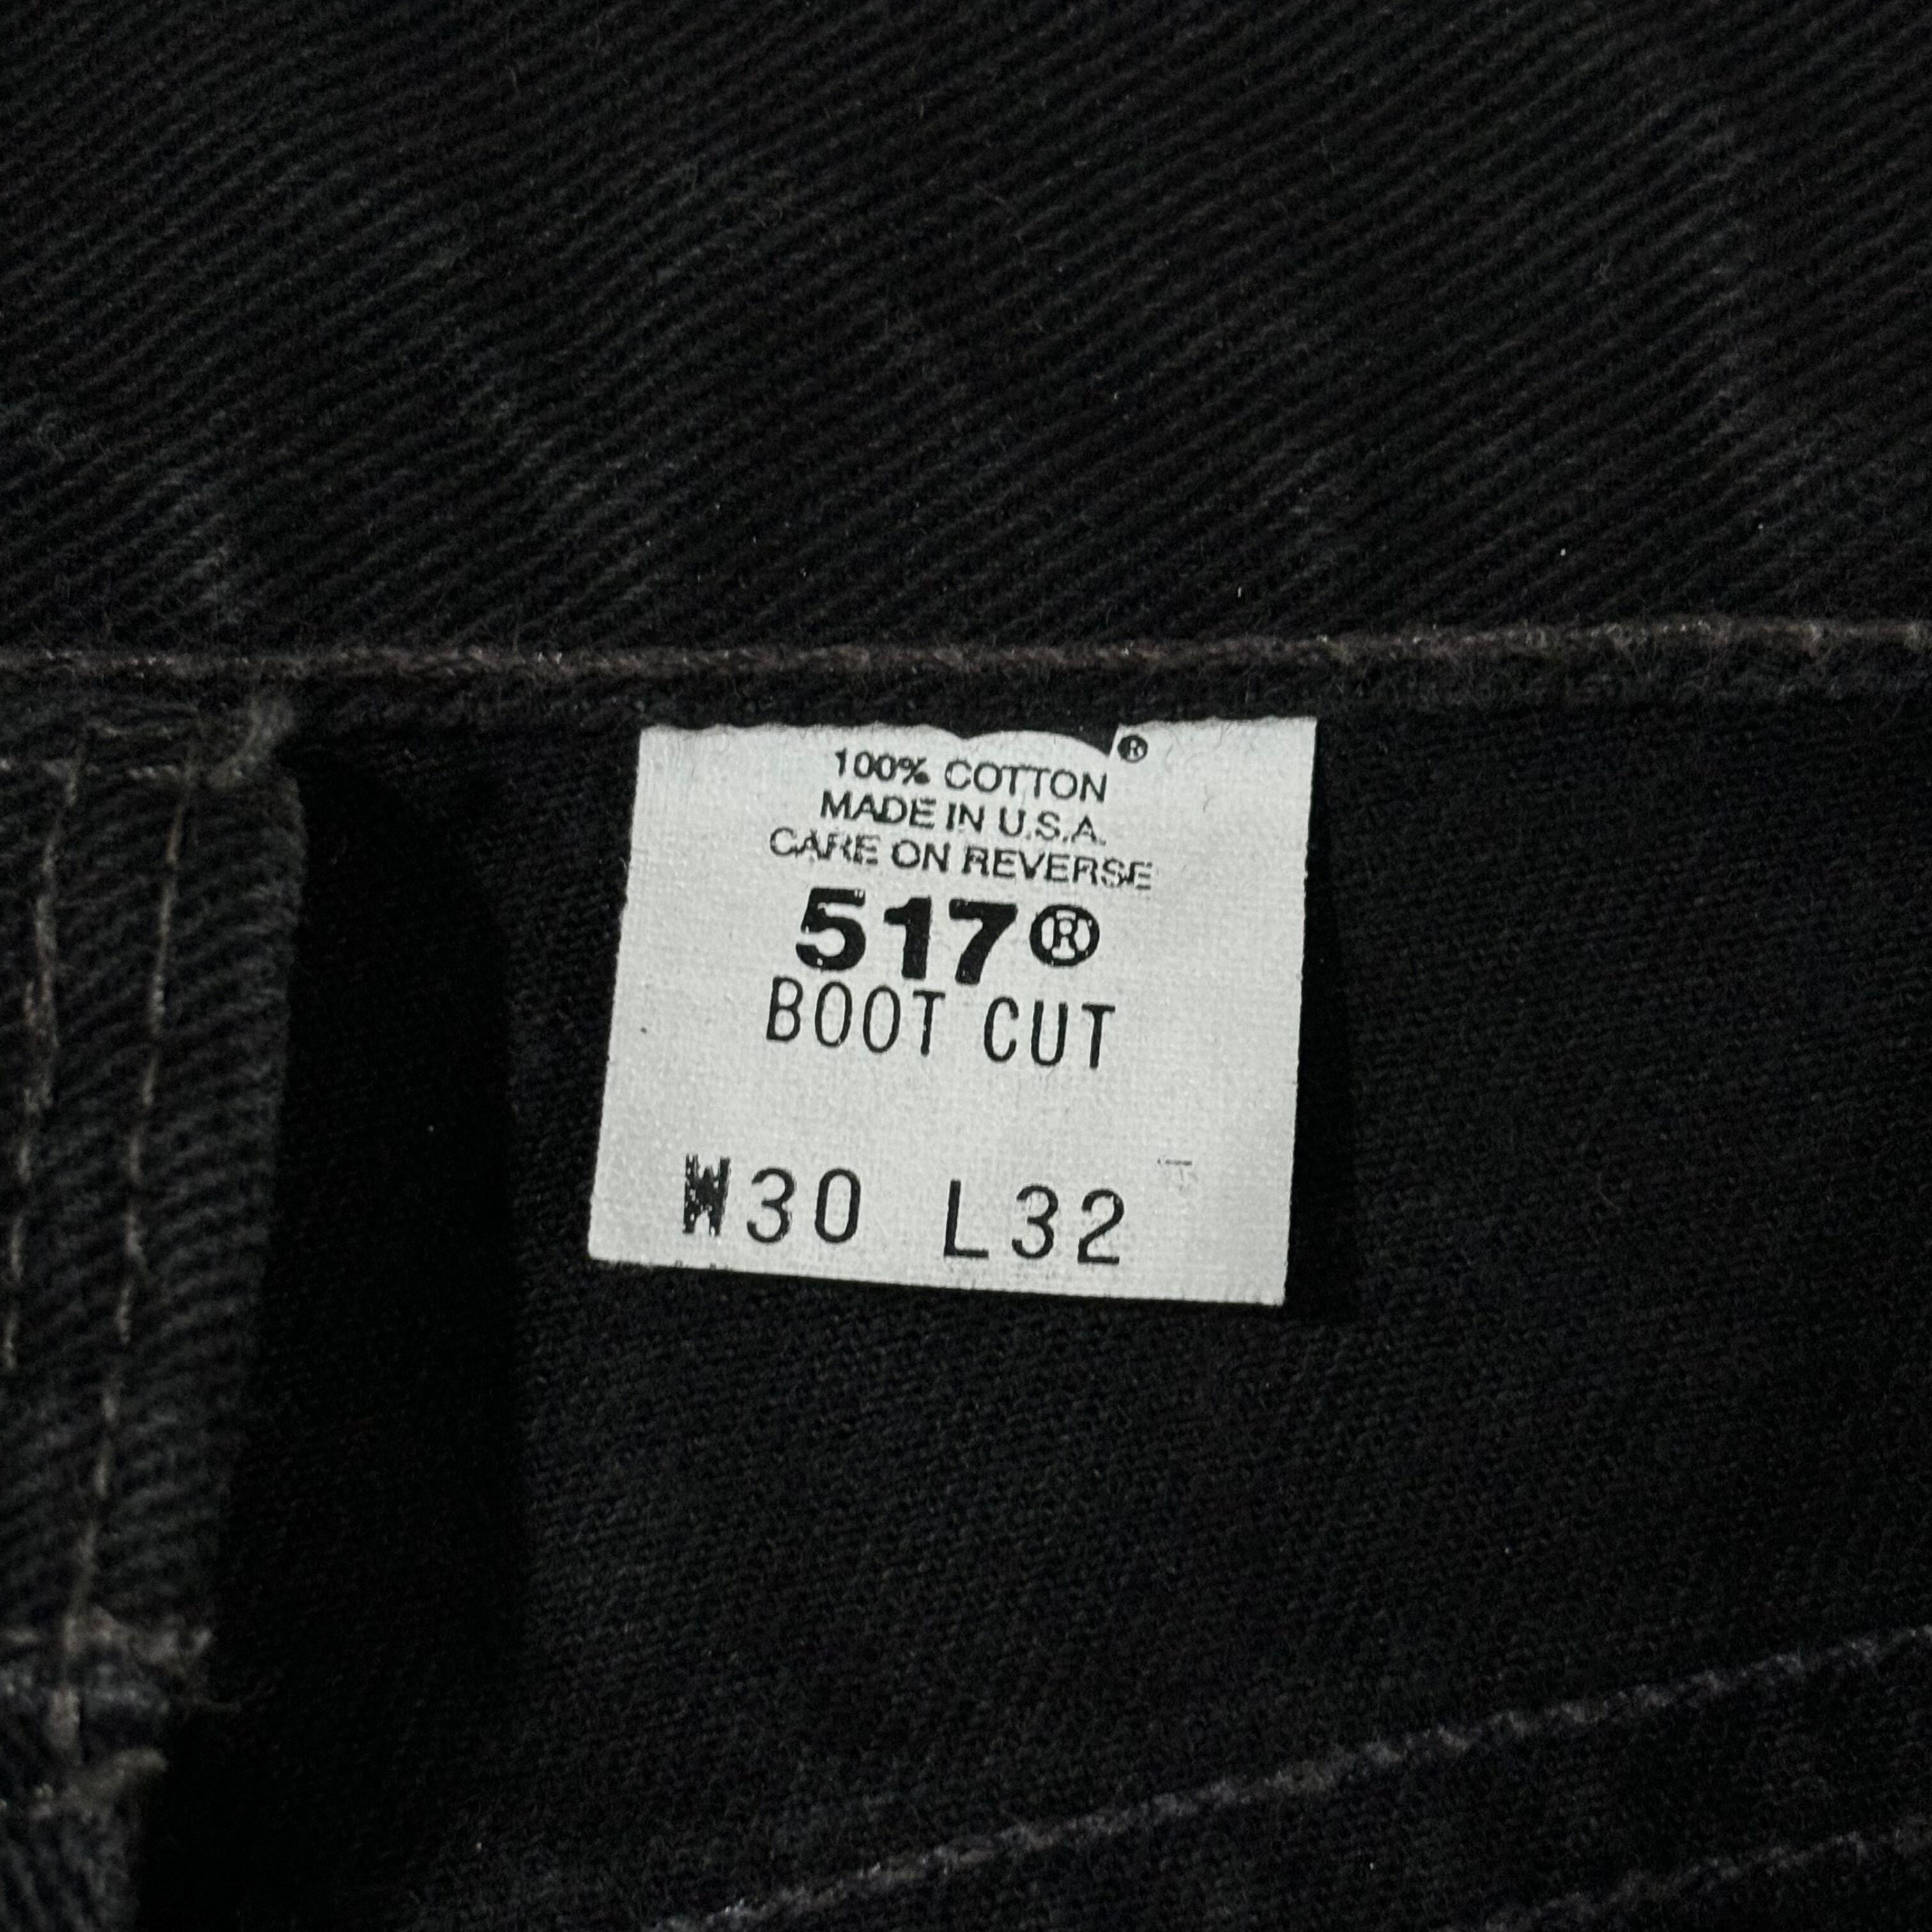 ®
100% COTTON
MADE IN U.S.A.
CARE ON REVERSE
517®
BOOT CUT
W30 L32